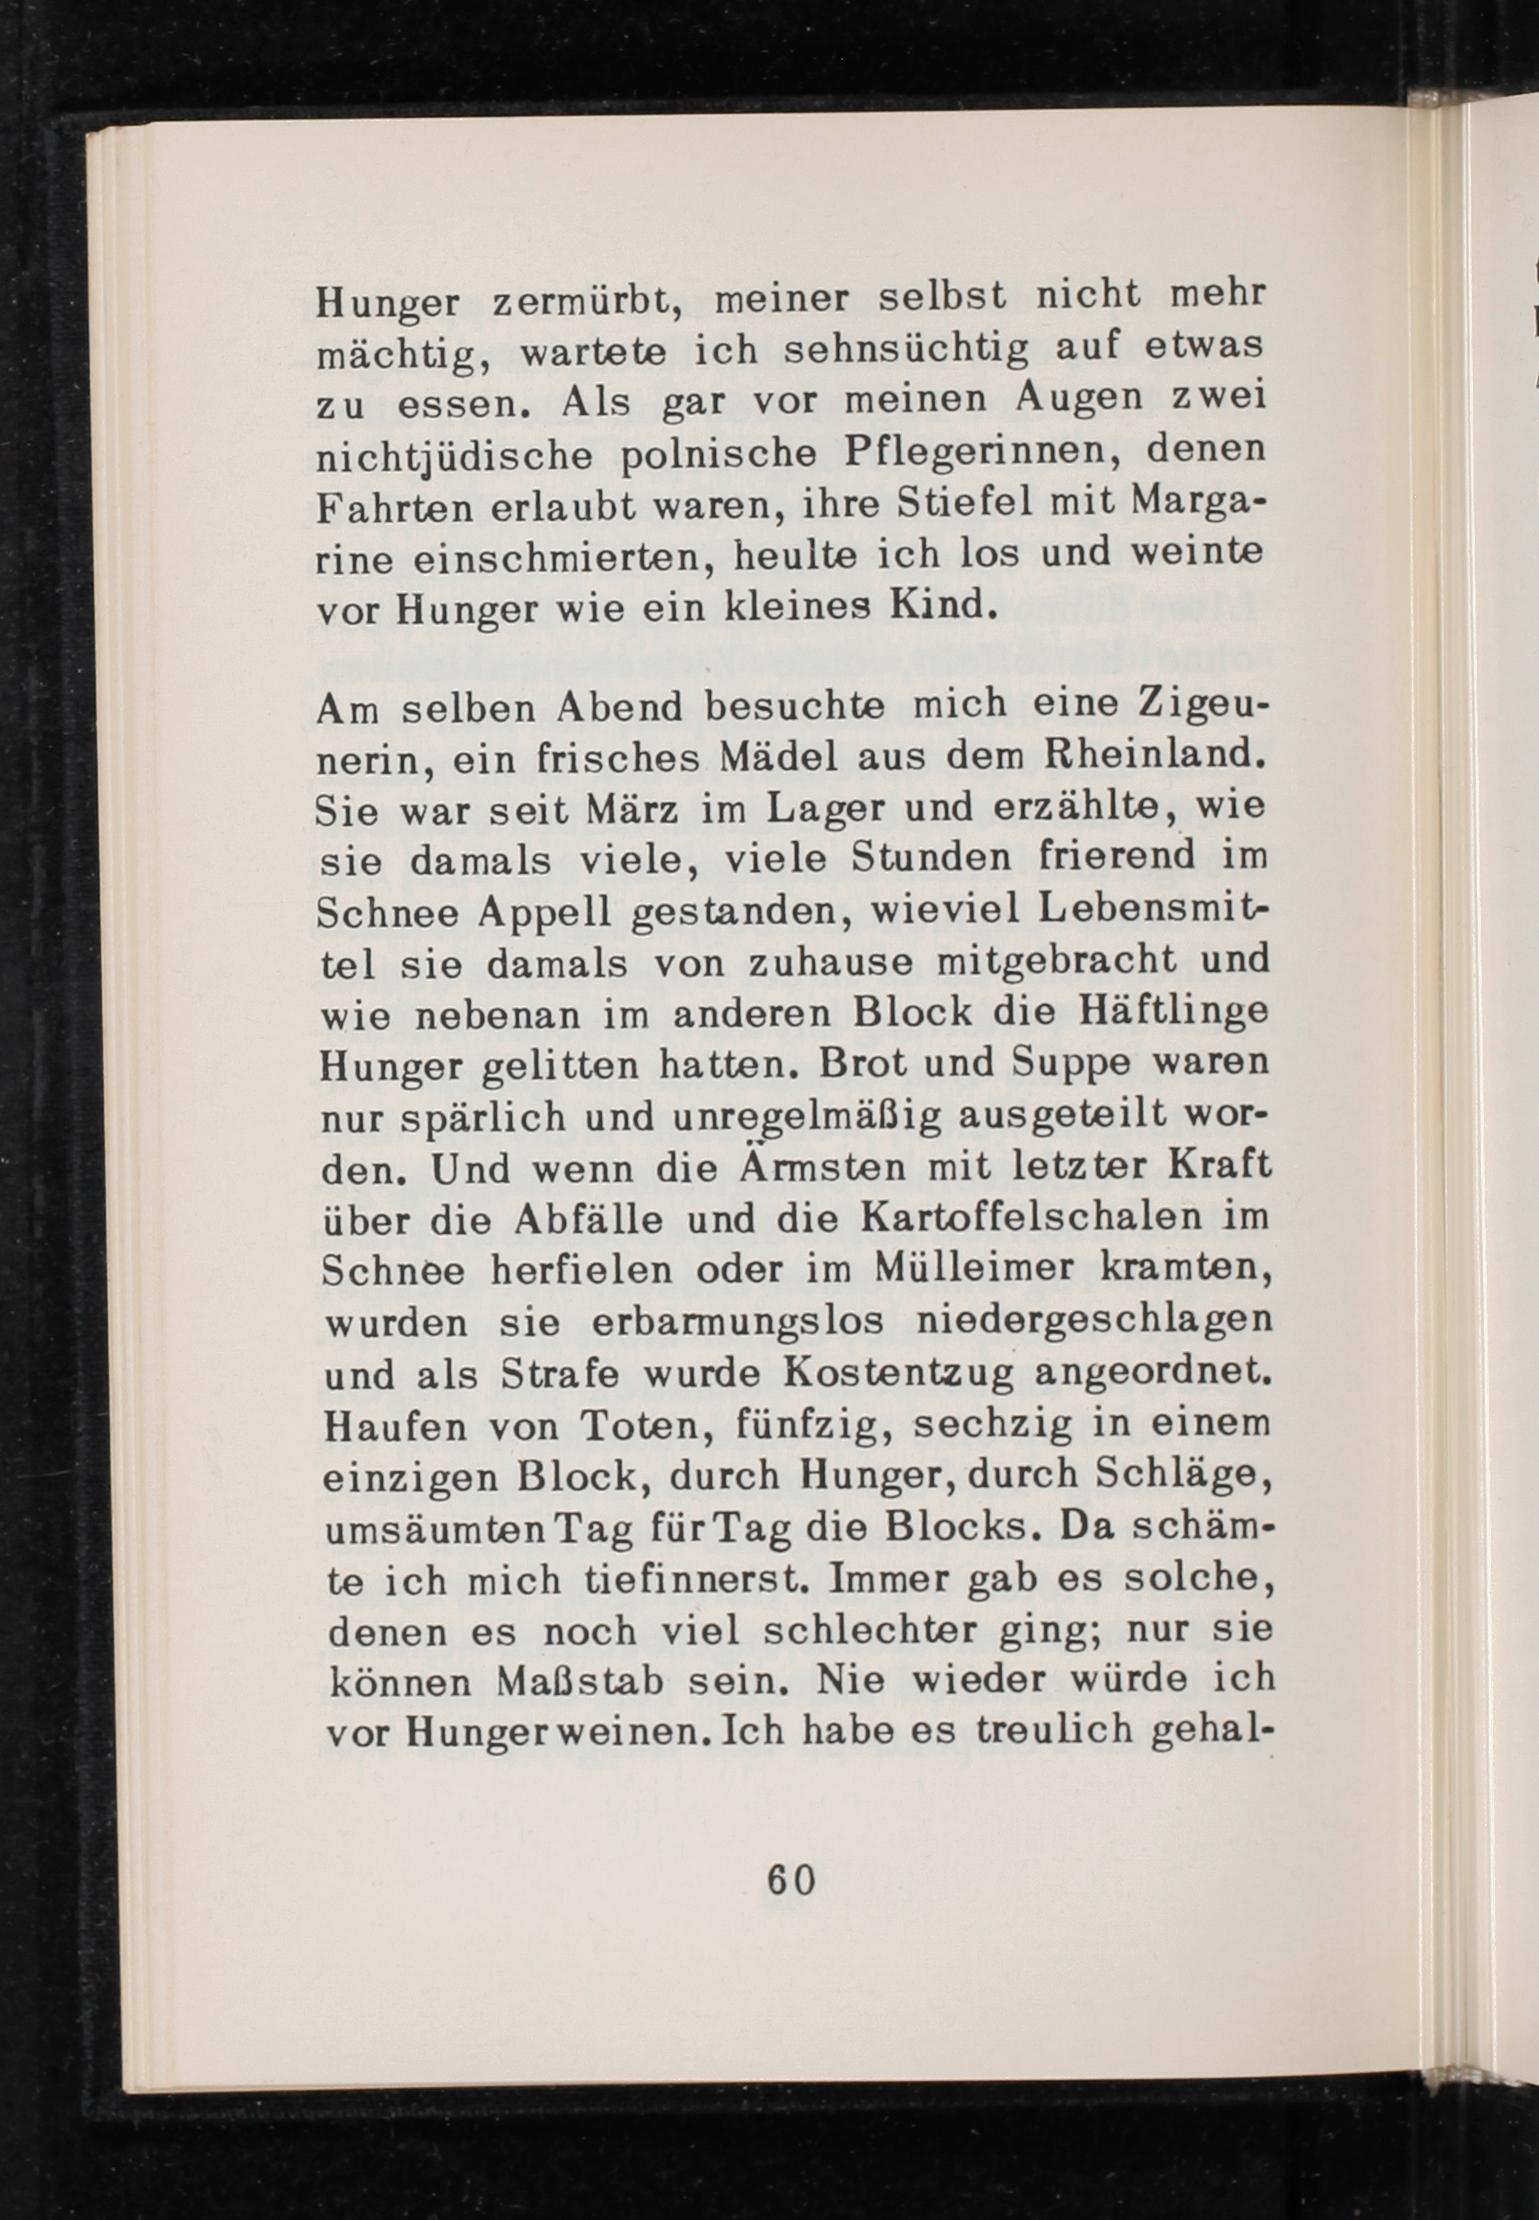 Hunger zermürbt, meiner selbst nicht mehr
mächtig, wartete ich sehnsüchtig auf etwas
zu essen. Als gar vor meinen Augen zwei
nichtjüdische polnische Pflegerinnen, denen
Fahrten erlaubt waren, ihre Stiefel mit Marga-
rine einschmierten, heulte ich los und weinte
vor Hunger wie ein kleines Kind.
Am selben Abend besuchte mich eine Zigeu-
nerin, ein frisches Mädel aus dem Rheinland.
Sie war seit März im Lager und erzählte, wie
sie damals viele, viele Stunden frierend im
Schnee Appell gestanden, wieviel Lebensmit-
tel sie damals von zuhause mitgebracht und
wie nebenan im anderen Block die Häftlinge
Hunger gelitten hatten. Brot und Suppe waren
nur spärlich und unregelmäßig ausgeteilt wor-
den. Und wenn die Ärmsten mit letzter Kraft
über die Abfälle und die Kartoffelschalen im
Schnee herfielen oder im Mülleimer kramten,
wurden sie erbarmungslos niedergeschlagen
und als Strafe wurde Kostentzug angeordnet.
Haufen von Toten, fünfzig, sechzig in einem
einzigen Block, durch Hunger, durch Schläge,
umsäumten Tag für Tag die Blocks. Da schäm-
te ich mich tiefinnerst. Immer gab es solche,
denen es noch viel schlechter ging; nur sie
können Maßstab sein. Nie wieder würde ich
vor Hunger weinen. Ich habe es treulich gehal-
60